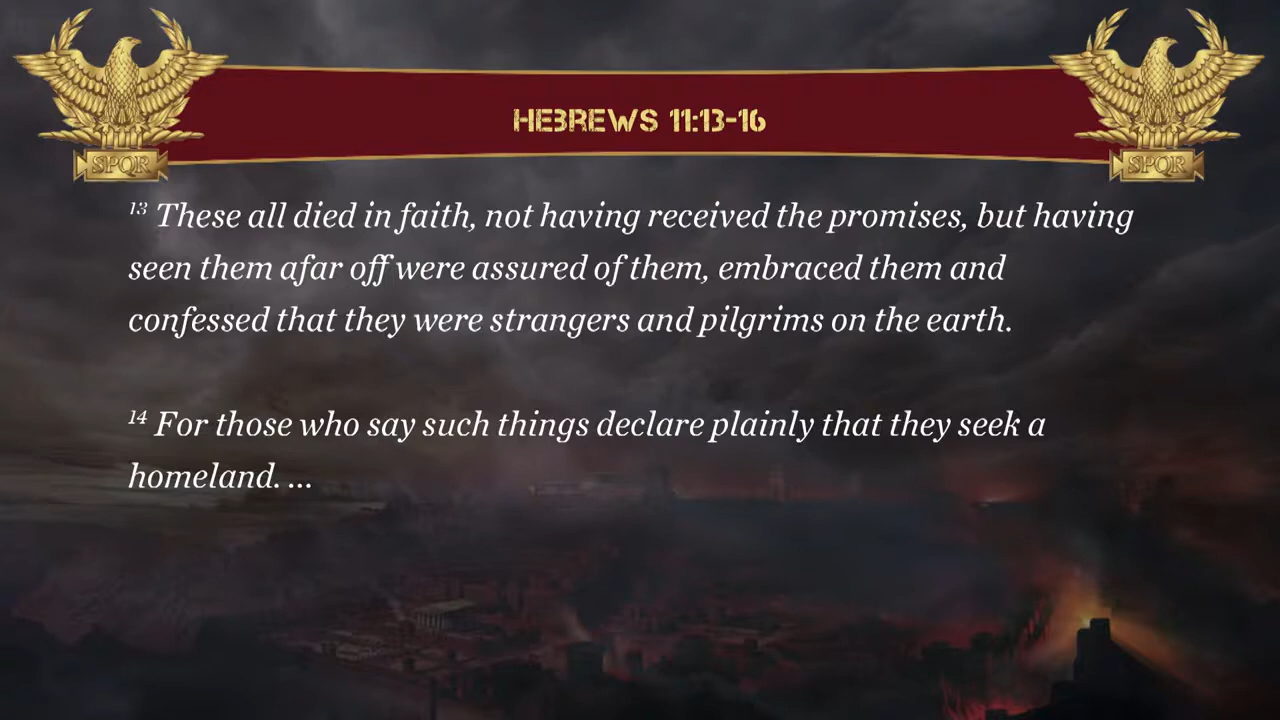 HEBREWS 11:13-16
SPQR SPQR
13 These all died in faith, not having received the promises, but having
seen them afar off were assured of them, embraced them and
confessed that they were strangers and pilgrims on the earth.
14 For those who say such things declare plainly that they seek a
homeland. ...